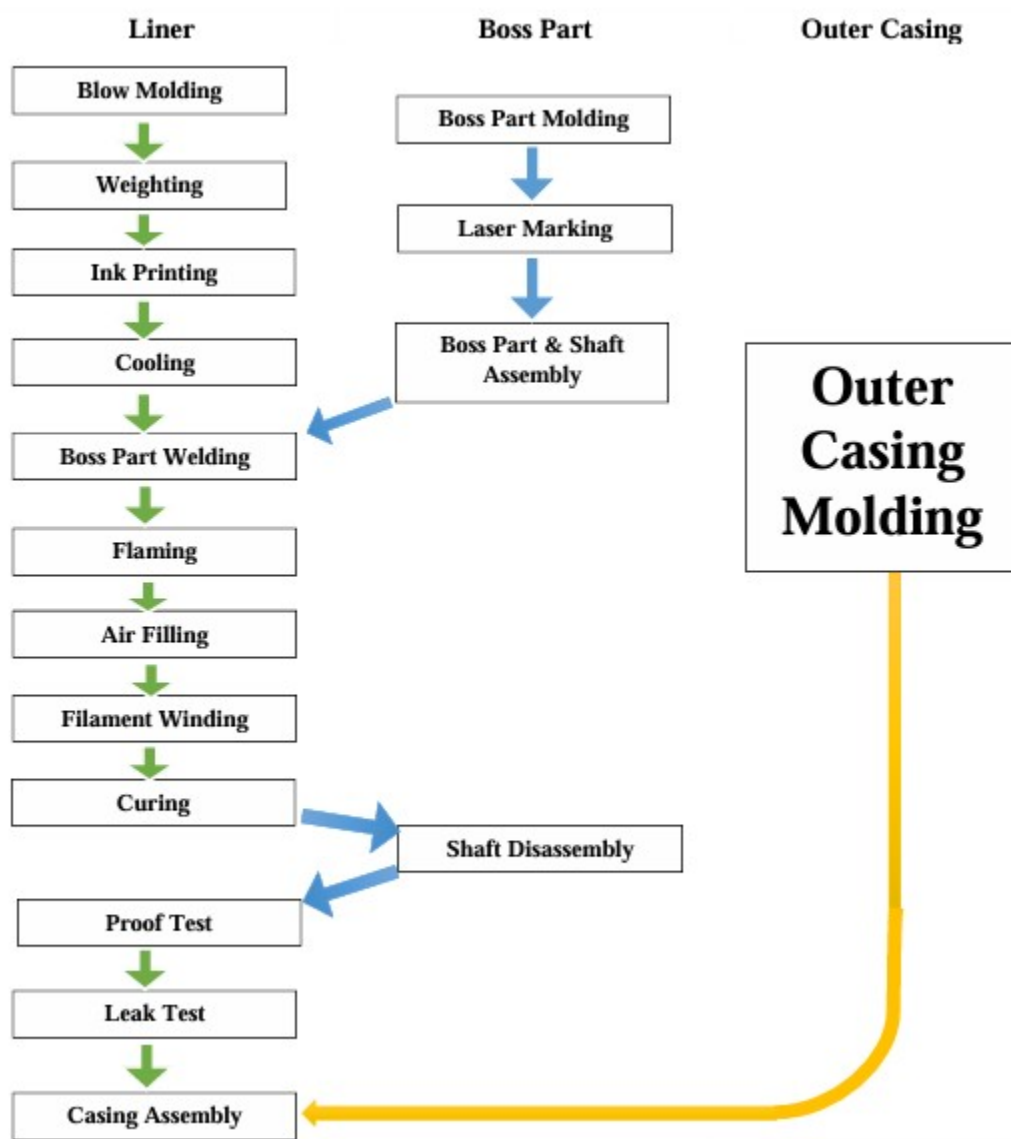 Liner
Boss Part
Outer Casing
Blow Molding
Weighting
Ink Printing
Cooling
Boss Part Welding
Flaming
Air Filling
Filament Winding
Curing
Proof Test
Leak Test
Casing Assembly
Boss Part Molding
Laser Marking
Boss Part & Shaft
Assembly
Shaft Disassembly
Outer
Casing
Molding